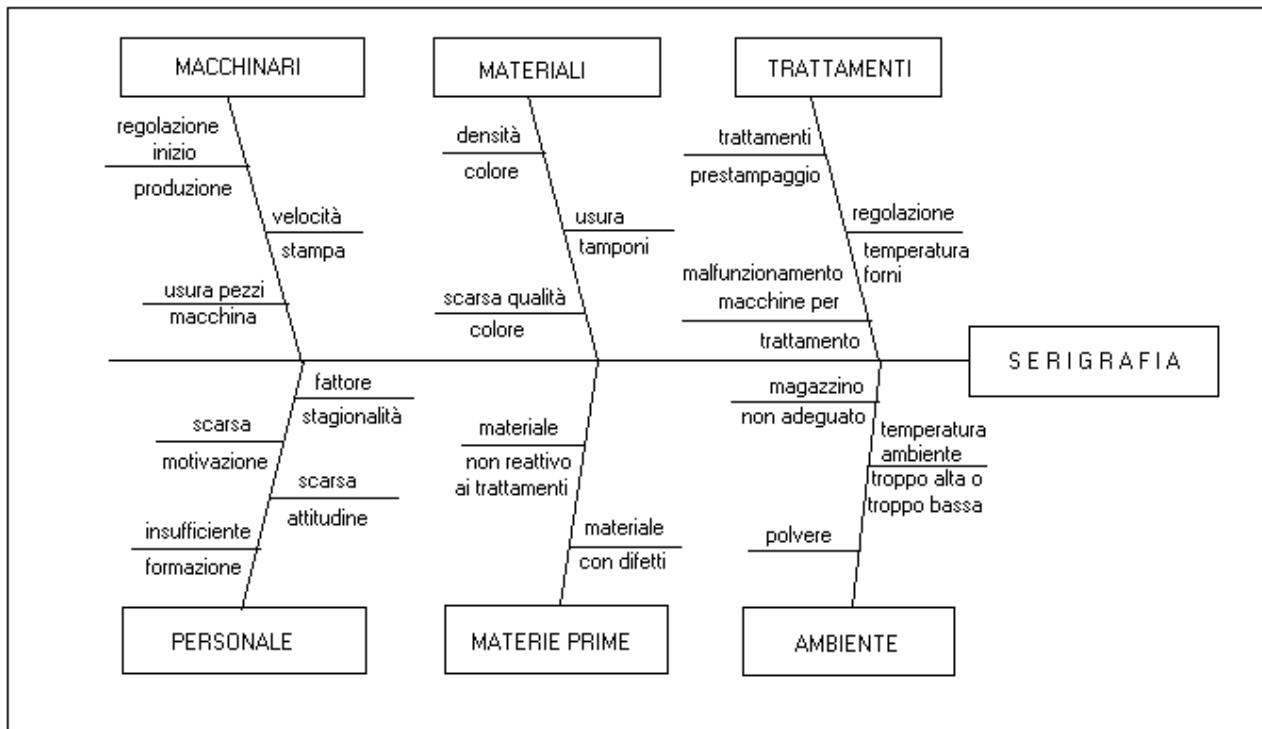 MACCHINARI
MATERIALI
TRATTAMENTI
regolazione
inizio
produzione
velocità
stampa
usura pezzi
macchina
densità
colore
usura
tamponi
scarsa qualità
colore
trattamenti
prestampaggio
regolazione
temperatura
forni
malfunzionamento
macchine per
trattamento
SERIGRAFIA
fattore
stagionalità
scarsa
motivazione
scarsa
attitudine
insufficiente
formazione
materiale
non reattivo
ai trattamenti
materiale
con difetti
magazzino
non adeguato
temperatura
ambiente
troppo alta o
troppo bassa
polvere
PERSONALE
MATERIE PRIME
AMBIENTE